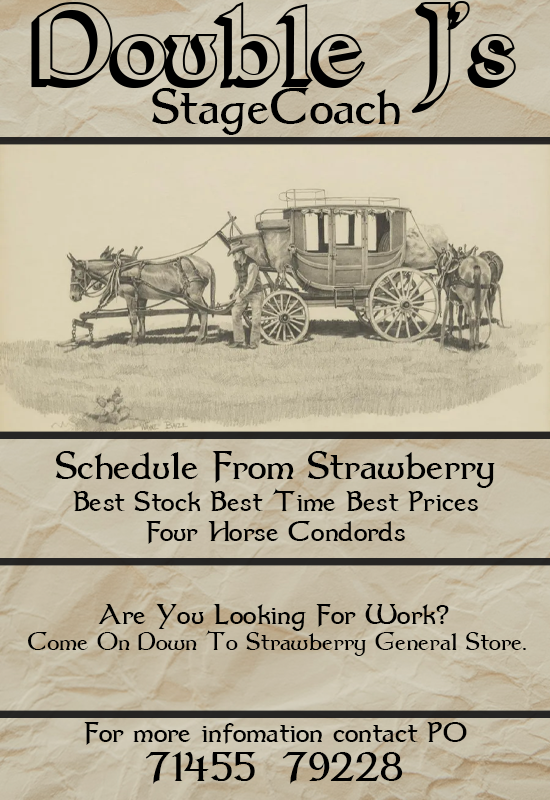 Double J's
StageCoach
Schedule From Strawberry
Best Stock Best Time Best Prices
Four Horse Condords
Are You Looking For Work?
Come On Down To Strawberry General Store.
For more infomation contact PO
71455 79228